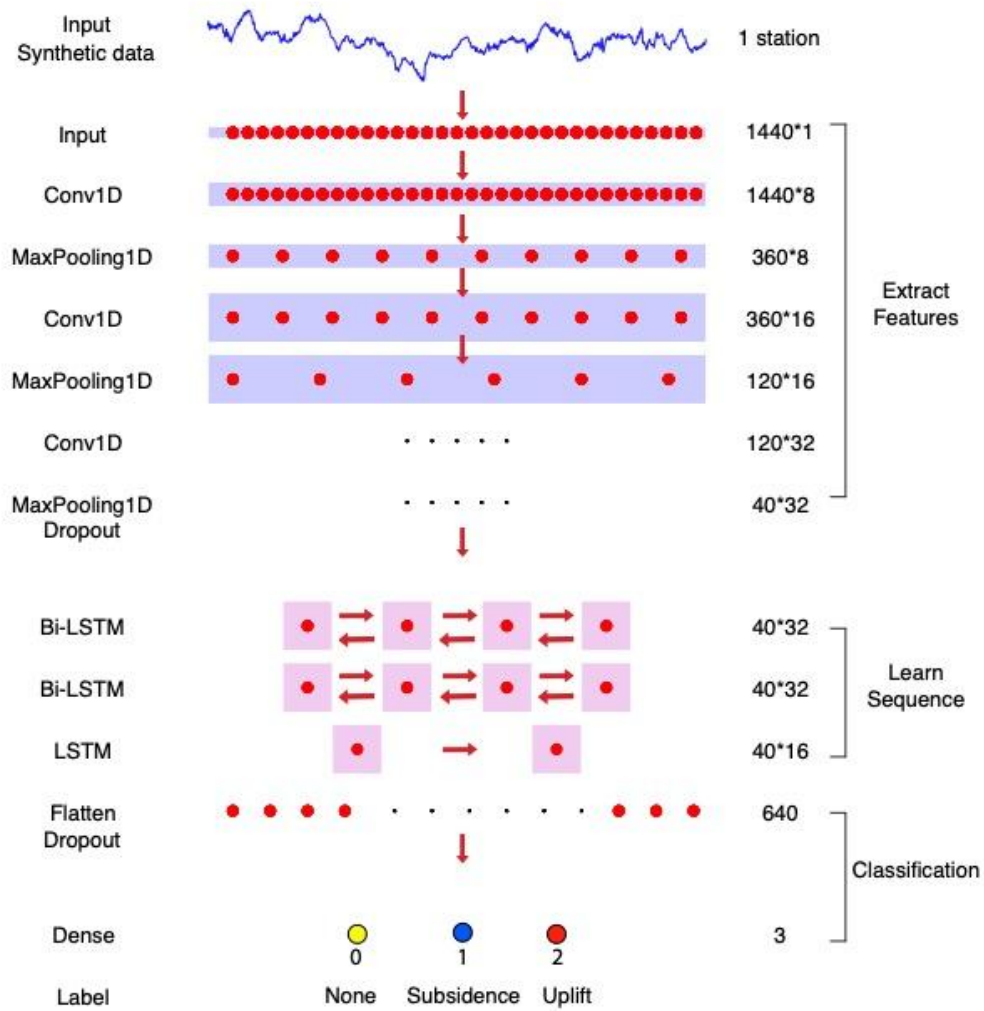 Input
Synthetic data
1 station
Input
1440*1
Conv1D
1440*8
MaxPooling1D
360*8
Extract
Features
Conv1D
360*16
MaxPooling1D
120*16
Conv1D
120*32
MaxPooling1D
Dropout
40*32
Bi-LSTM
40*32
Learn
Sequence
Bi-LSTM
40*32
LSTM
40*16
Flatten
Dropout
640
Classification
Dense
3
0 1 2
Label
None Subsidence Uplift